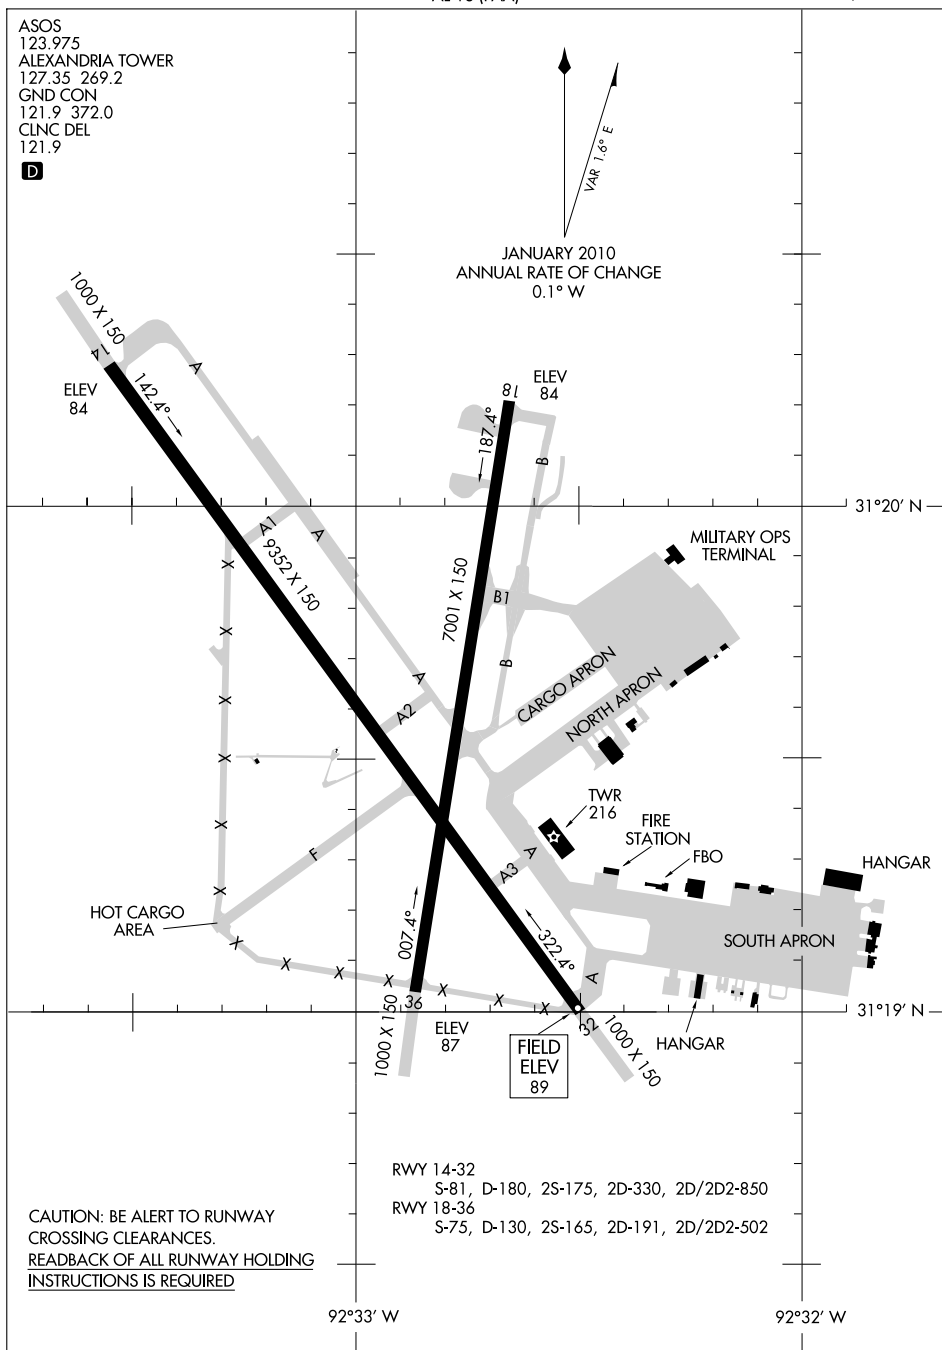 ASOS
123.975
ALEXANDRIA TOWER
127.35 269.2
GND CON
121.9 372.0
CLNC DEL
121.9
D
VAR 1.6° E
JANUARY 2010
ANNUAL RATE OF CHANGE
0.1° W
1000 X 150
14
ELEV
84
142.4°
A
18
ELEV
84
187.4°
B
31°20' N
A1
A
9352 X 150
7001 X 150
B1
MILITARY OPS
TERMINAL
X
X
X
X
X
X
B
A
A2
CARGO APRON
NORTH APRON
TWR
216
FIRE
STATION
FBO
HANGAR
F
A
A3
HOT CARGO
AREA
X
X
X
X
X
X
X
007.4°
322.4°
SOUTH APRON
A
36
1000 X 150
ELEV
87
FIELD
ELEV
89
32
1000 X 150
HANGAR
31°19' N
RWY 14-32
S-81, D-180, 2S-175, 2D-330, 2D/2D2-850
RWY 18-36
S-75, D-130, 2S-165, 2D-191, 2D/2D2-502
CAUTION: BE ALERT TO RUNWAY
CROSSING CLEARANCES.
READBACK OF ALL RUNWAY HOLDING
INSTRUCTIONS IS REQUIRED
92°33' W
92°32' W